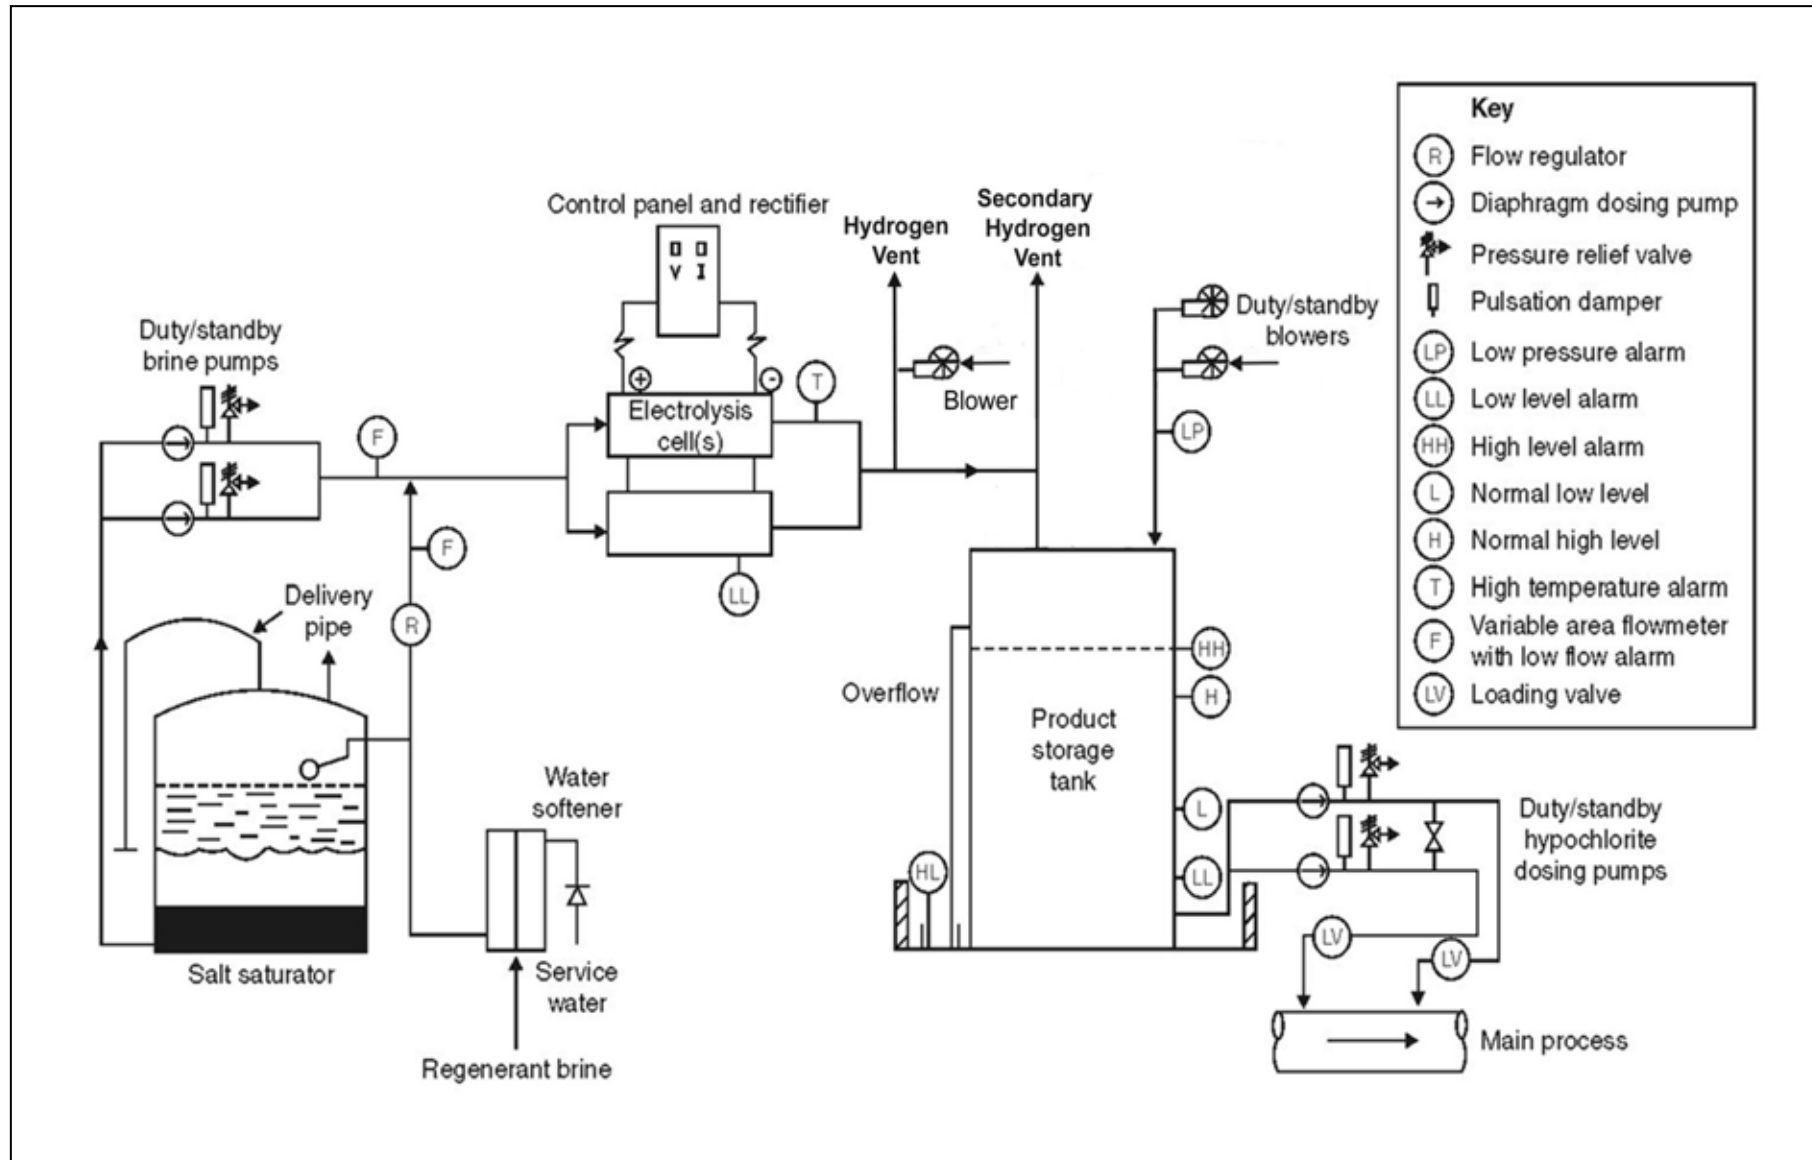 Control panel and rectifier
V I
Hydrogen
Vent
Secondary
Hydrogen
Vent
Duty/standby
blowers
Blower
Duty/standby
brine pumps
F
+
-
T
Electrolysis
cell(s)
LP
F
LL
R
Delivery
pipe
Salt saturator
Water
softener
Service
water
Regenerant brine
Overflow
HH
H
Product
storage
tank
L
LL
HL
Duty/standby
hypochlorite
dosing pumps
LV
LV
Main process
Key
R Flow regulator
Diaphragm dosing pump
Pressure relief valve
Pulsation damper
LP Low pressure alarm
LL Low level alarm
HH High level alarm
L Normal low level
H Normal high level
T High temperature alarm
F Variable area flowmeter
with low flow alarm
LV Loading valve